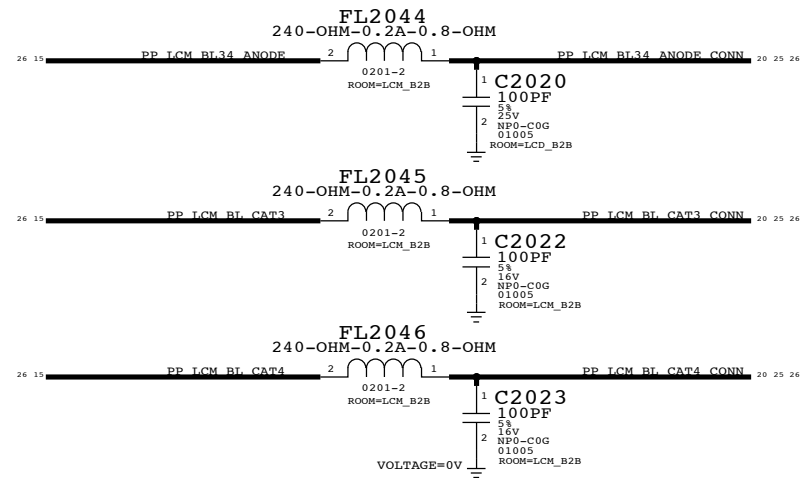 FL2044
240-OHM-0.2A-0.8-OHM
26 15 PP_LCM_BL34_ANODE 2 1 PP_LCM_BL34_ANODE_CONN 20 25 26
0201-2
ROOM=LCM_B2B
1 C2020
100PF
5%
25V
2 NP0-C0G
01005
ROOM=LCD_B2B
FL2045
240-OHM-0.2A-0.8-OHM
26 15 PP_LCM_BL_CAT3 2 1 PP_LCM_BL_CAT3_CONN 20 25 26
0201-2
ROOM=LCM_B2B
1 C2022
100PF
5%
16V
2 NP0-C0G
01005
ROOM=LCM_B2B
FL2046
240-OHM-0.2A-0.8-OHM
26 15 PP_LCM_BL_CAT4 2 1 PP_LCM_BL_CAT4_CONN 20 25 26
0201-2
ROOM=LCM_B2B
1 C2023
100PF
5%
16V
2 NP0-C0G
01005
ROOM=LCM_B2B
VOLTAGE=0V